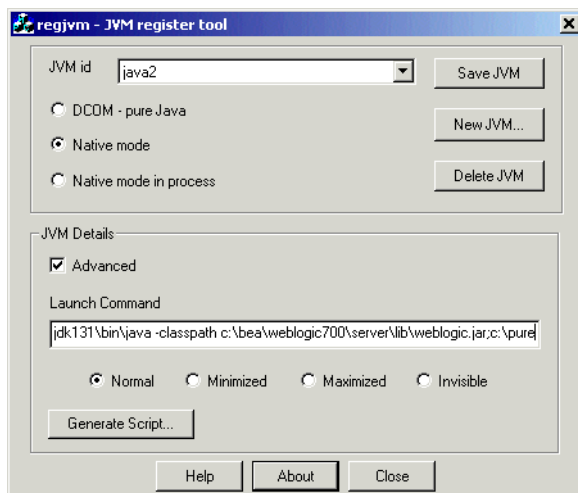 regjvm - JVM register tool
JVM id java2 Save JVM
DCOM - pure Java
New JVM...
Native mode
Native mode in process Delete JVM
JVM Details
Advanced
Launch Command
jdk131\bin\java -classpath c:\bea\weblogic700\server\lib\weblogic.jar;c:\pure
Normal Minimized Maximized Invisible
Generate Script...
Help About Close